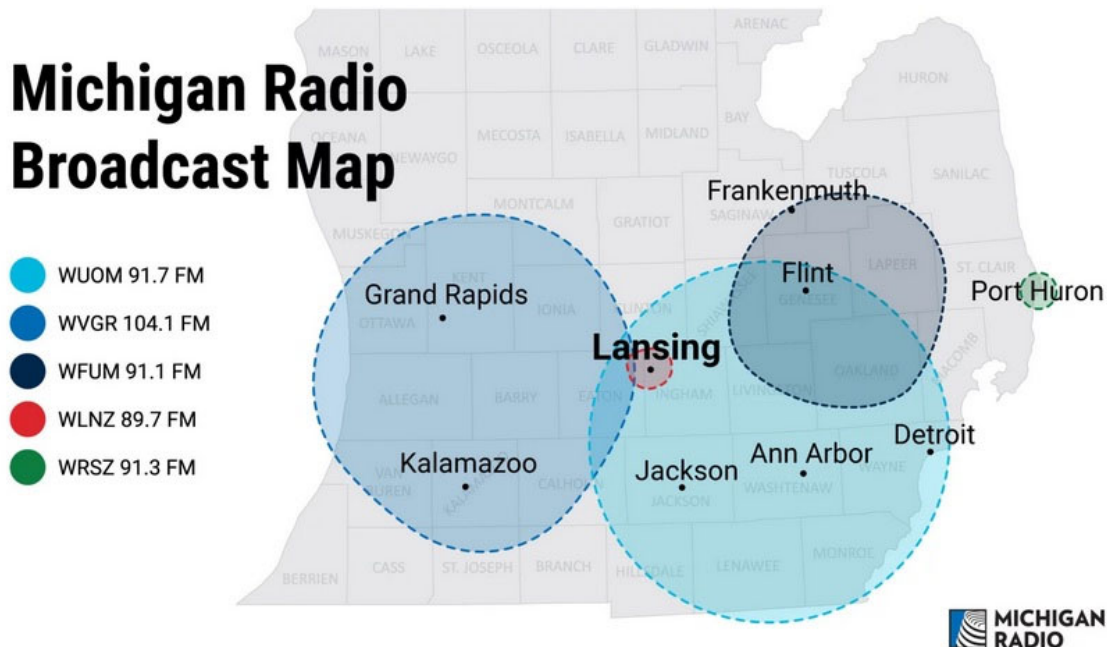 Michigan Radio
Broadcast Map
WUOM 91.7 FM
WVGR 104.1 FM
WFUM 91.1 FM
WLNZ 89.7 FM
WRSZ 91.3 FM
ARENAC
MASON LAKE OSCEOLA CLARE GLADWIN
HURON
BAY
OCEANA NEWAYGO MECOSTA ISABELLA MIDLAND
TUSCOLA SANILAC
Frankenmuth
MONTCALM GRATIOT SAGINAW
MUSKEGON
KENT
LAPEER ST. CLAIR
Flint
GENESEE
Port Huron
Grand Rapids
OTTAWA IONIA CLINTON SHIAWASSEE
Lansing
MACOMB
OAKLAND
ALLEGAN BARRY EATON INGHAM LIVINGSTON
Detroit
Kalamazoo Jackson Ann Arbor
WAYNE
VAN BUREN KALAMAZOO CALHOUN JACKSON WASHTENAW
MONROE
BERRIEN CASS ST. JOSEPH BRANCH HILLSDALE LENAWEE
MICHIGAN
RADIO